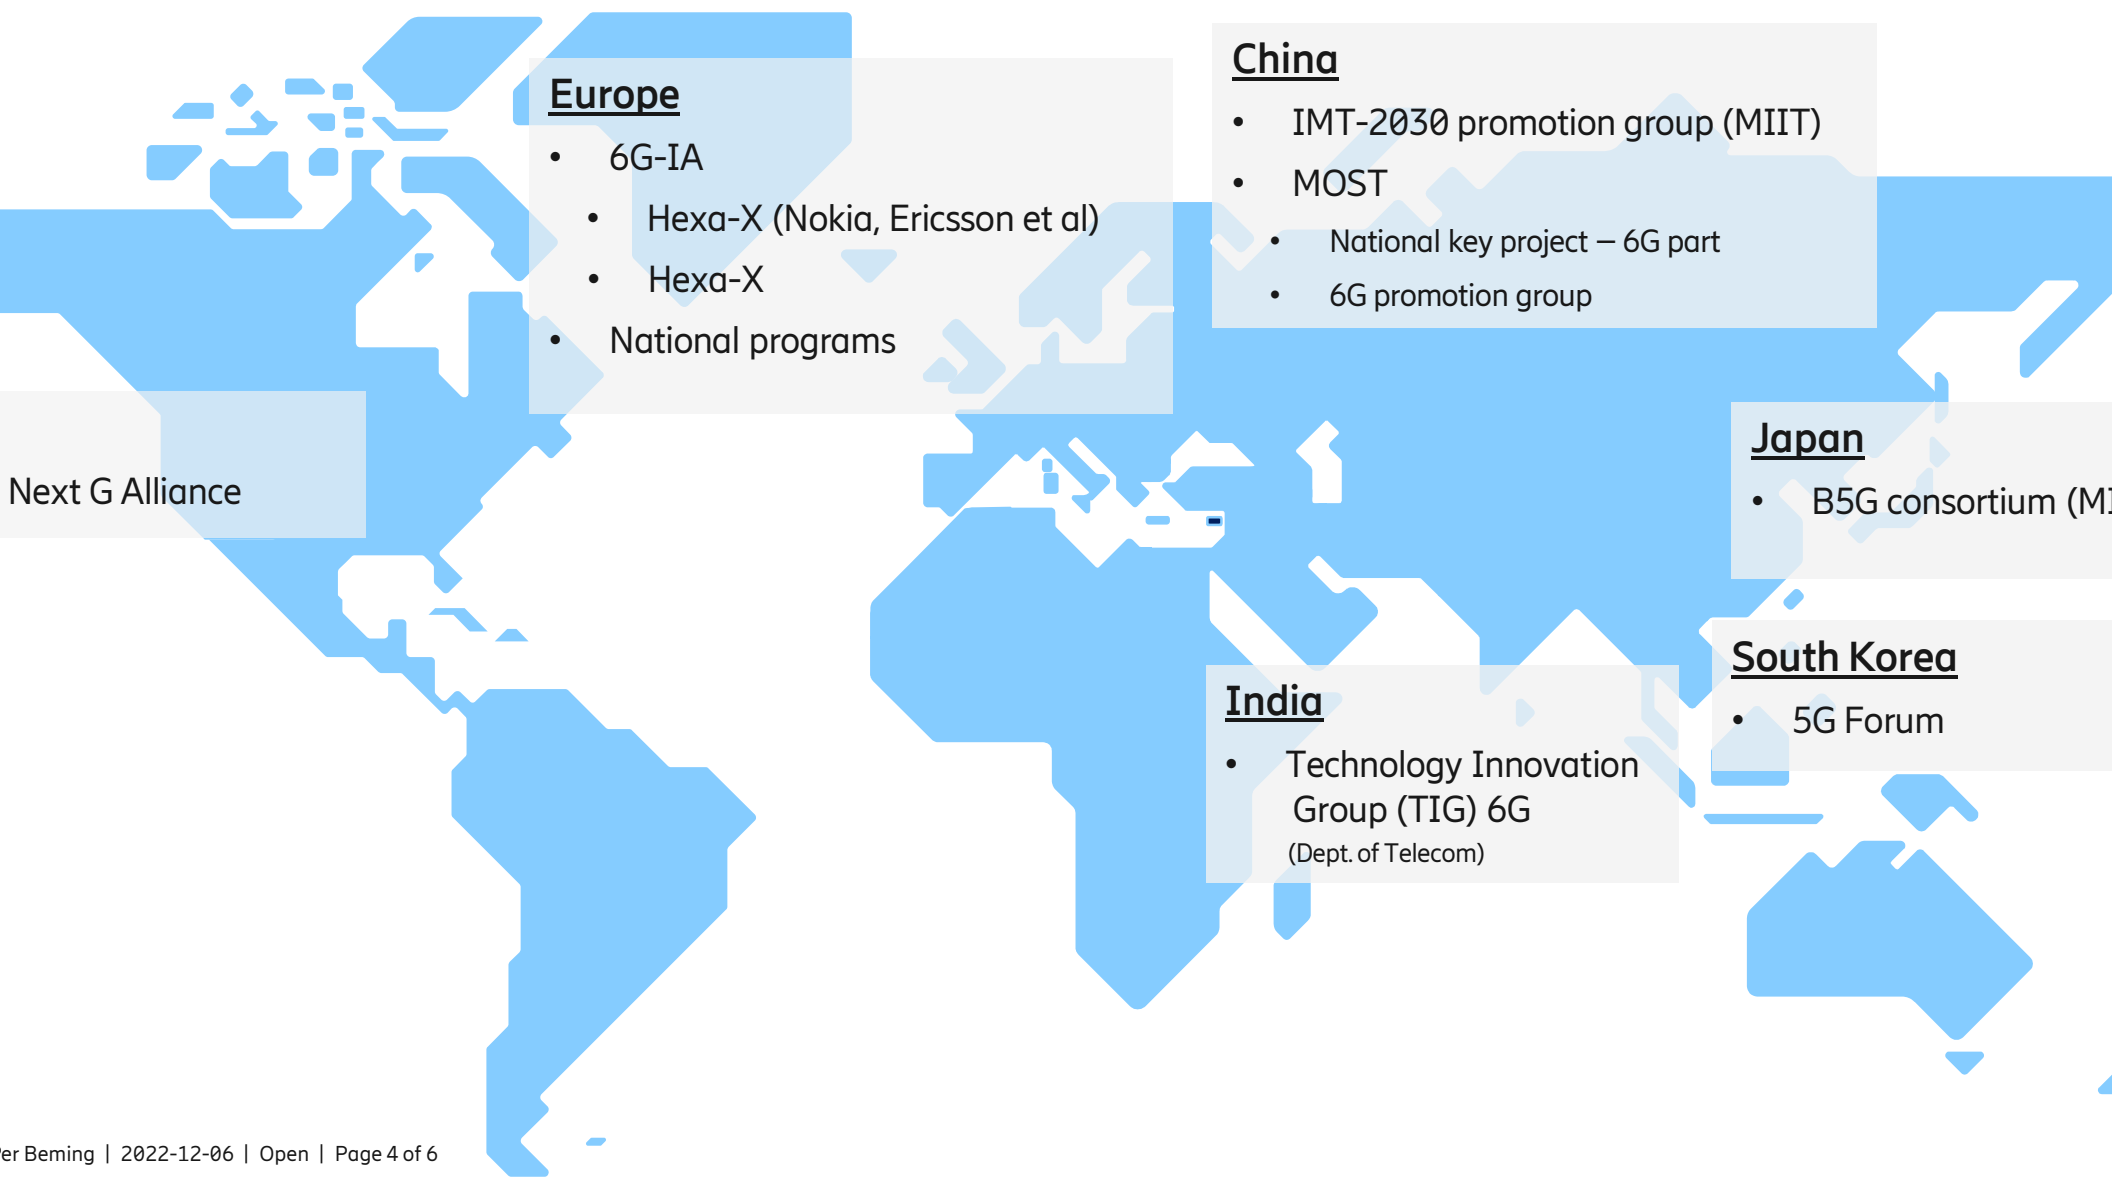 Europe
• 6G-IA
• Hexa-X (Nokia, Ericsson et al)
• Hexa-X
• National programs
China
• IMT-2030 promotion group (MIIT)
• MOST
• National key project – 6G part
• 6G promotion group
Next G Alliance
Japan
• B5G consortium (MI
South Korea
• 5G Forum
India
• Technology Innovation
Group (TIG) 6G
(Dept. of Telecom)
er Beming | 2022-12-06 | Open | Page 4 of 6